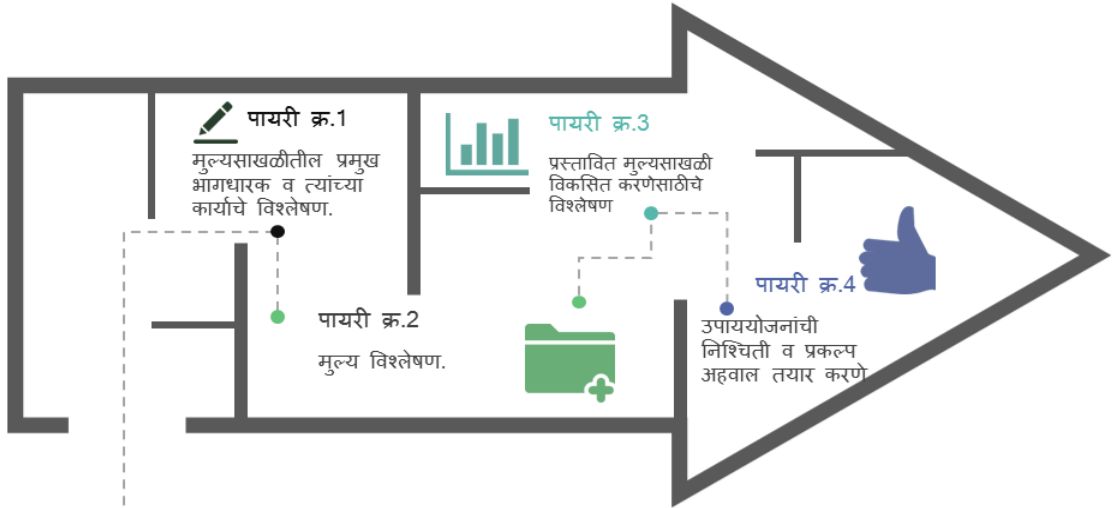 पायरी क्र.1
मुल्यसाखळीतील प्रमुख
भागधारक व त्यांच्या
कार्याचे विश्लेषण.
पायरी क्र.2
मुल्य विश्लेषण.
पायरी क्र.3
प्रस्तावित मुल्यसाखळी
विकसित करणेसाठीचे
विश्लेषण
पायरी क्र.4
उपाययोजनांची
निश्चिती व प्रकल्प
अहवाल तयार करणे